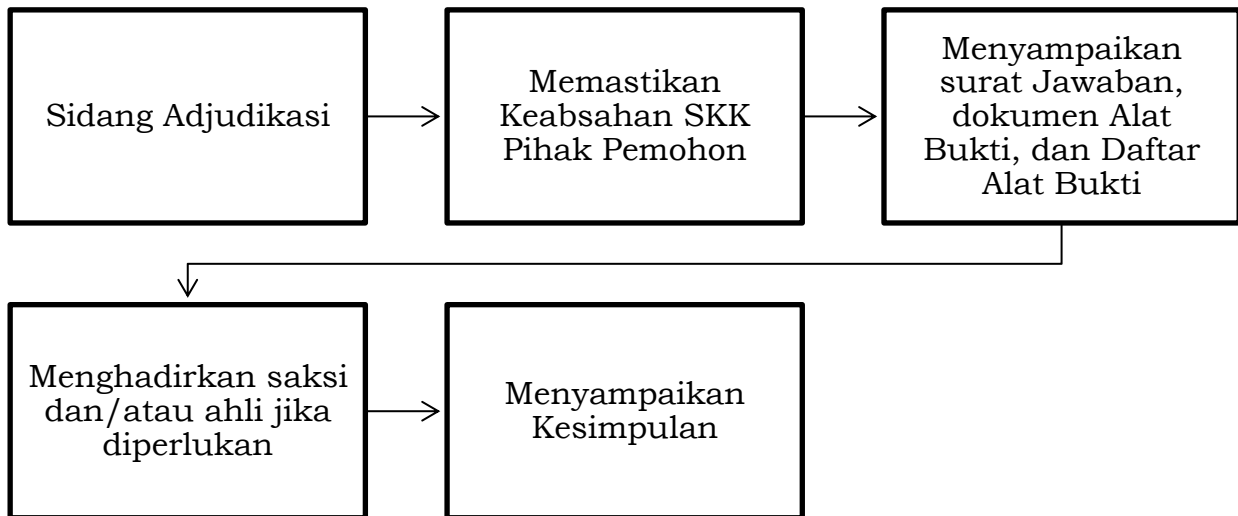 Sidang Adjudikasi
Memastikan
Keabsahan SKK
Pihak Pemohon
Menyampaikan
surat Jawaban,
dokumen Alat
Bukti, dan Daftar
Alat Bukti
Menghadirkan saksi
dan/atau ahli jika
diperlukan
Menyampaikan
Kesimpulan